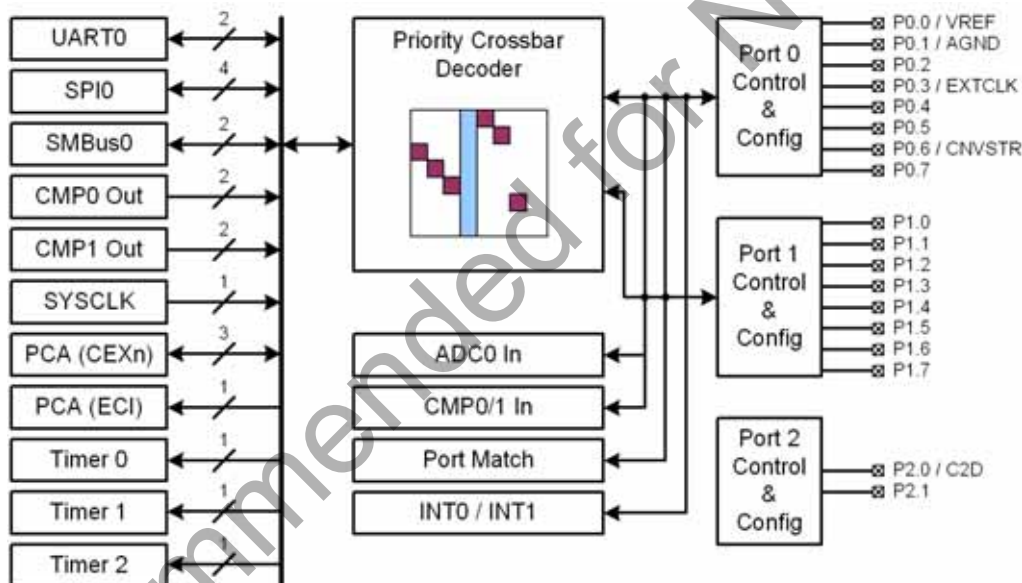 UART0
2
SPI0
4
SMBus0
2
CMP0 Out
2
CMP1 Out
2
SYSCLK
1
PCA (CEXn)
3
PCA (ECI)
1
Timer 0
1
Timer 1
1
Timer 2
1
Priority Crossbar
Decoder
ADC0 In
CMP0/1 In
Port Match
INT0 / INT1
Port 0
Control
&
Config
P0.0 / VREF
P0.1 / AGND
P0.2
P0.3 / EXTCLK
P0.4
P0.5
P0.6 / CNVSTR
P0.7
Port 1
Control
&
Config
P1.0
P1.1
P1.2
P1.3
P1.4
P1.5
P1.6
P1.7
Port 2
Control
&
Config
P2.0 / C2D
P2.1
mmended for N